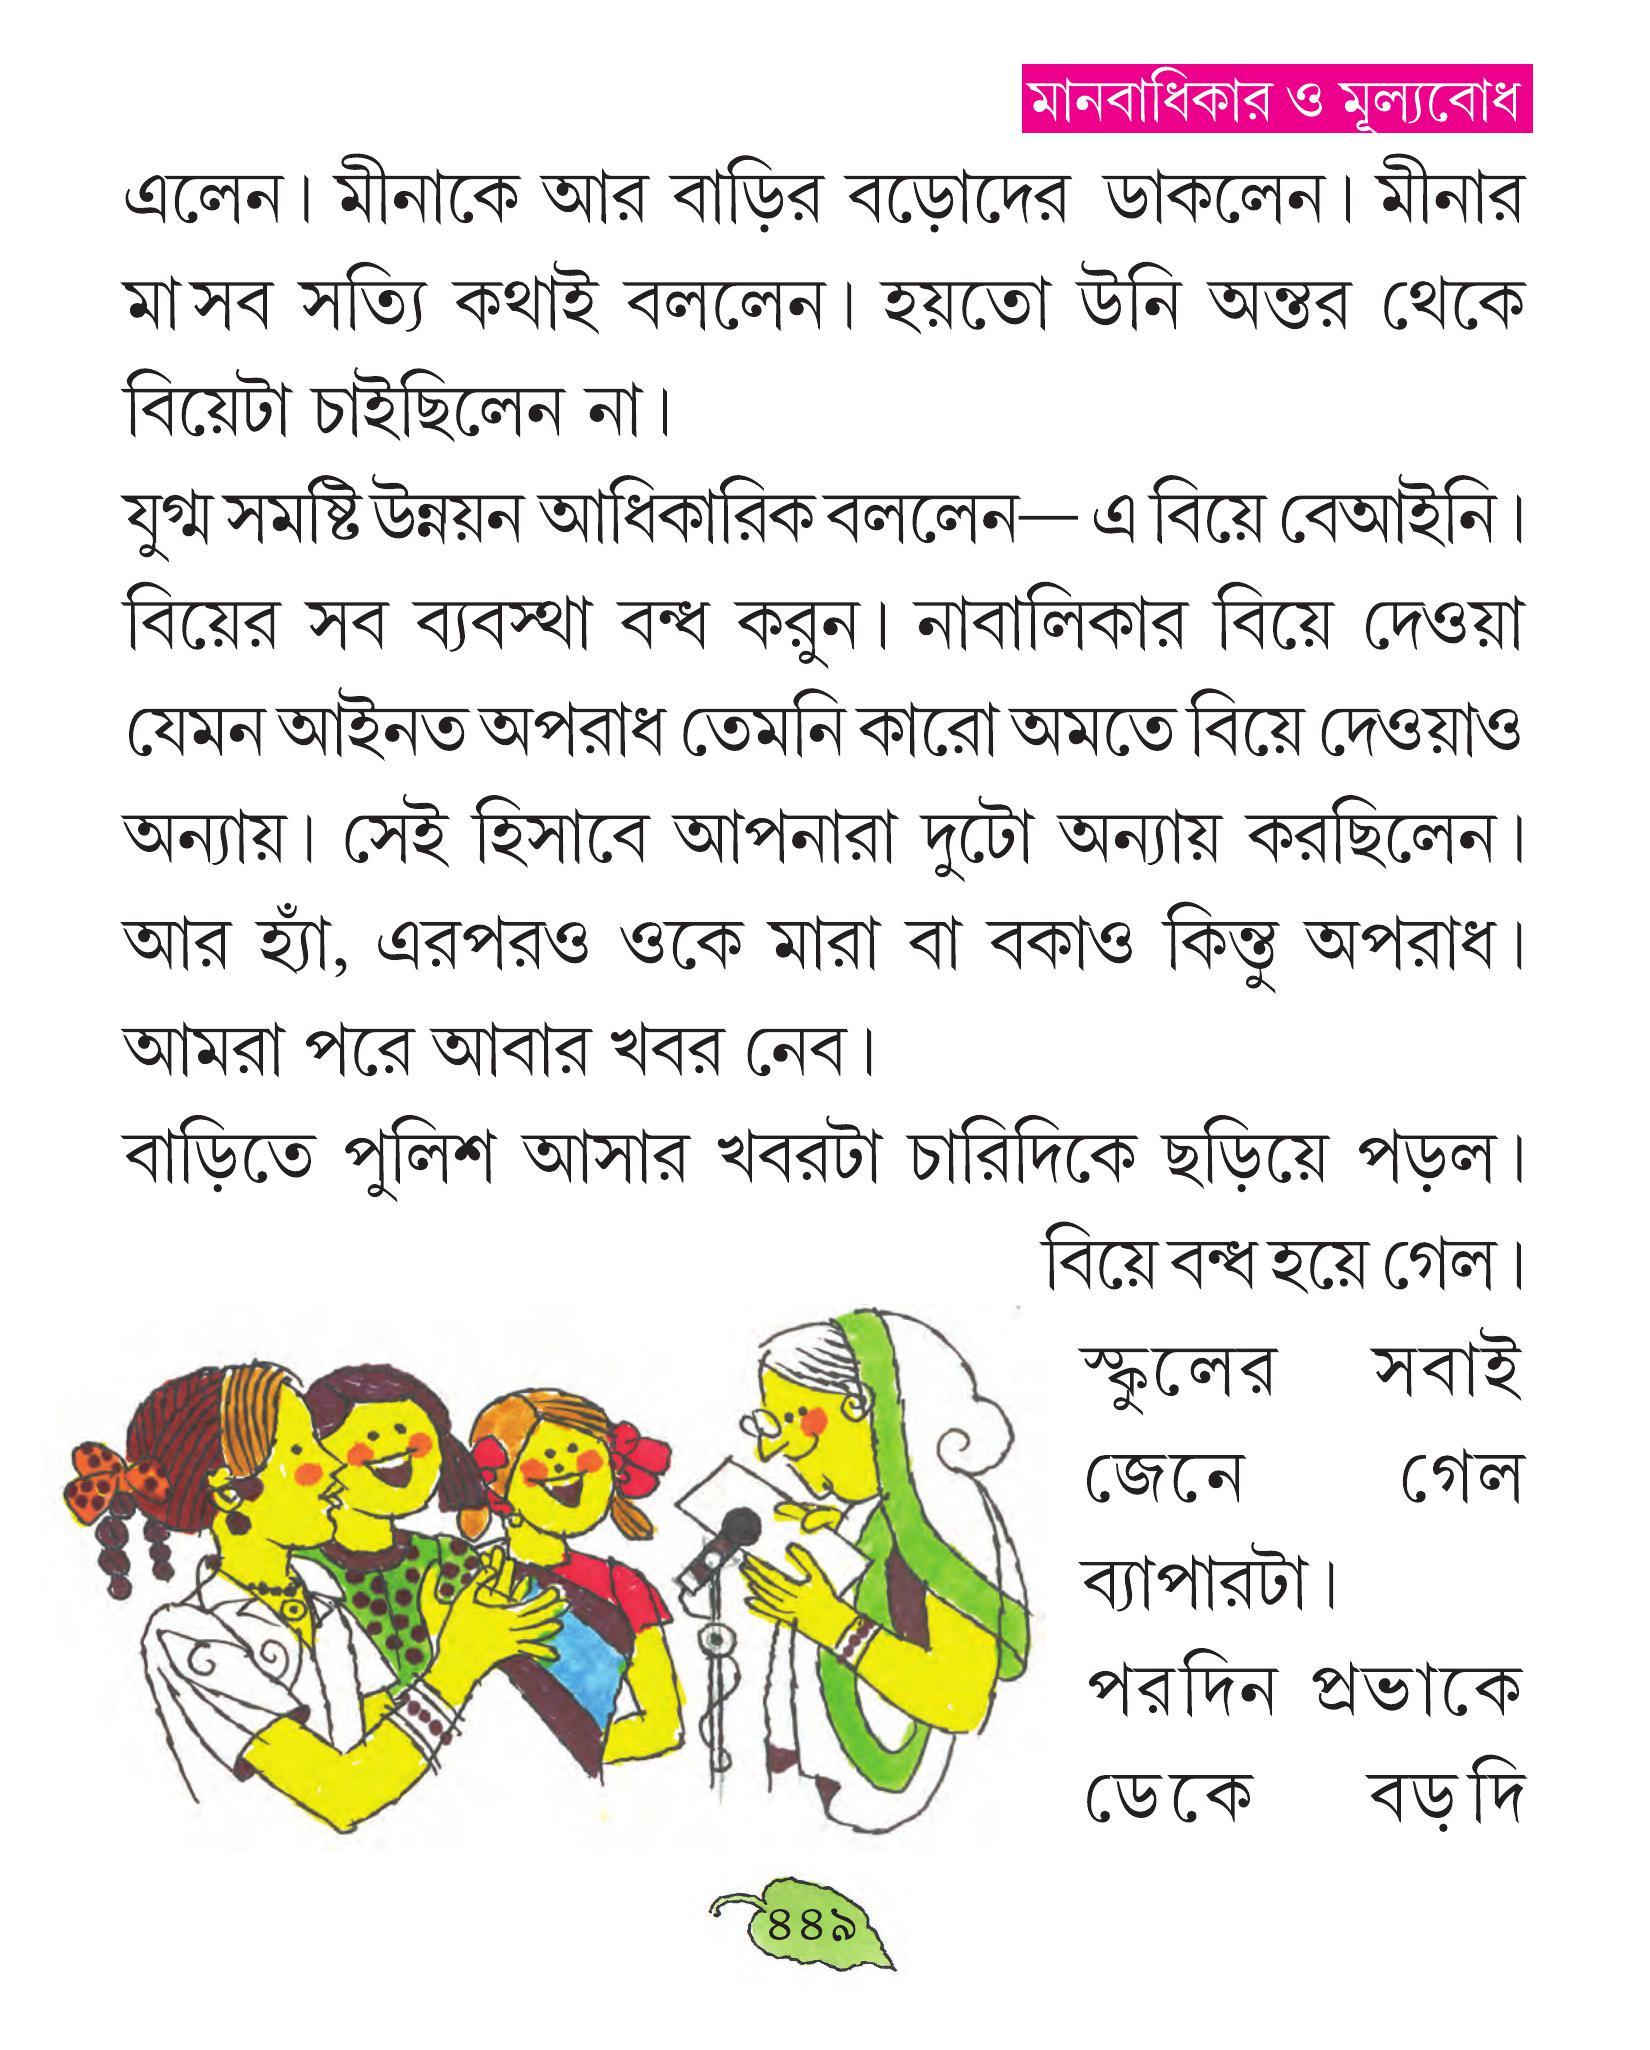 মানবাধিকার ও মূল্যবোধ
এলেন। মীনাকে আর বাড়ির বড়োদের ডাকলেন। মীনার
মা সব সত্যি কথাই বললেন। হয়তো উনি অন্তর থেকে
বিয়েটা চাইছিলেন না।
যুগ্ম সমষ্টি উন্নয়ন আধিকারিক বললেন— এ বিয়ে বেআইনি।
বিয়ের সব ব্যবস্থা বন্ধ করুন। নাবালিকার বিয়ে দেওয়া
যেমন আইনত অপরাধ তেমনি কারো অমতে বিয়ে দেওয়াও
অন্যায়। সেই হিসাবে আপনারা দুটো অন্যায় করছিলেন।
আর হ্যাঁ, এরপরও ওকে মারা বা বকাও কিন্তু অপরাধ।
আমরা পরে আবার খবর নেব।
বাড়িতে পুলিশ আসার খবরটা চারিদিকে ছড়িয়ে পড়ল।
বিয়ে বন্ধ হয়ে গেল।
স্কুলের সবাই
জেনে গেল
ব্যাপারটা।
পরদিন প্রভাকে
ডেকে বড়দি
৪৪৯